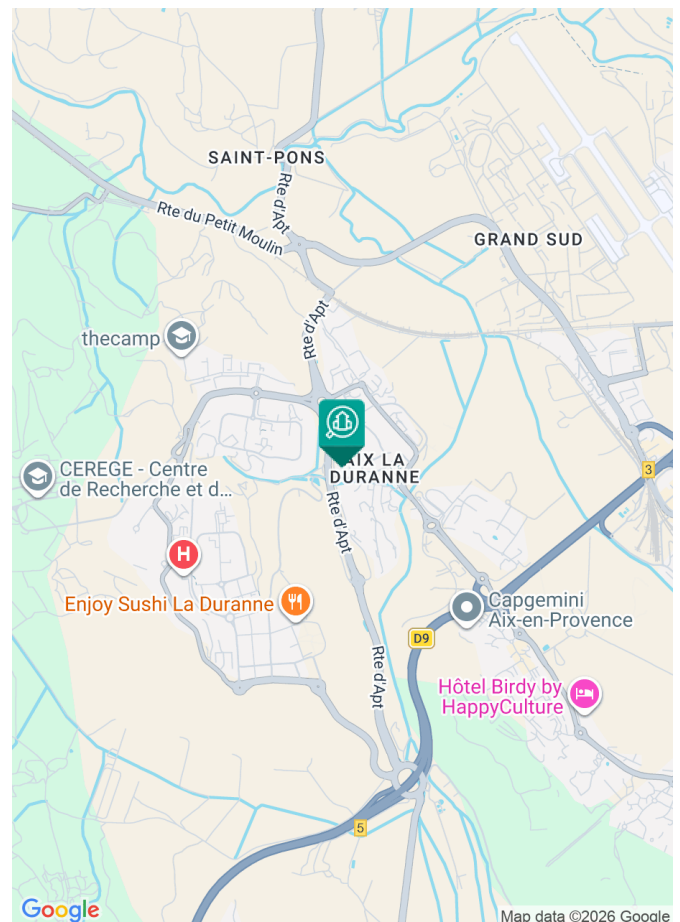 SAINT-PONS
Rte d'Apt
Rte du Petit Moulin
GRAND SUD
Rte d'Apt
thecamp
AIX LA
DURANNE
CEREGE - Centre
de Recherche et d...
3
Rte d'Apt
H
Enjoy Sushi La Duranne
Capgemini
Aix-en-Provence
D9
Rte d'Apt
Hôtel Birdy by
HappyCulture
5
Google
Map data ©2026 Google